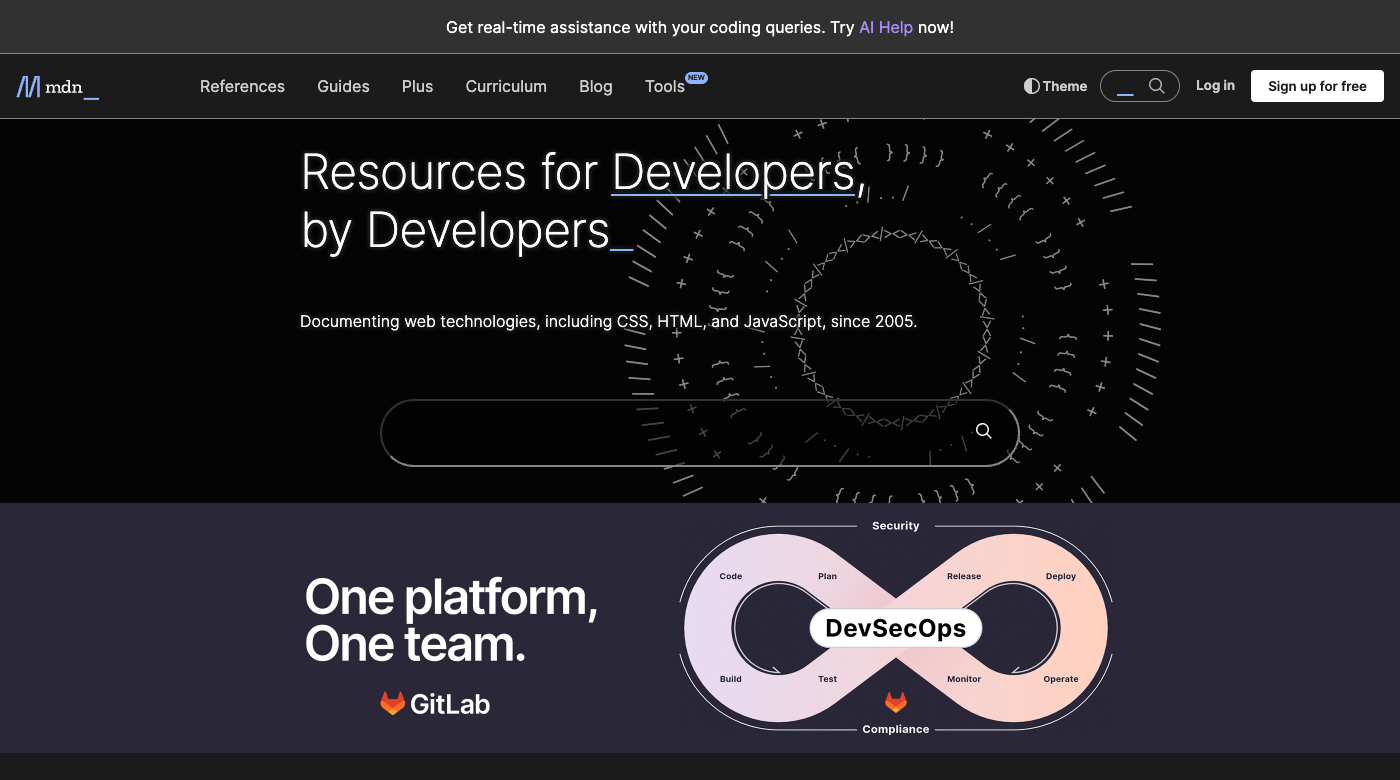 Get real-time assistance with your coding queries. Try AI Help now!
mdn_
References Guides Plus Curriculum Blog Tools NEW
Theme
Log in
Sign up for free
Resources for Developers,
by Developers_
Documenting web technologies, including CSS, HTML, and JavaScript, since 2005.
One platform,
One team.
GitLab
Security
Code Plan Release Deploy
DevSecOps
Build Test Monitor Operate
Compliance